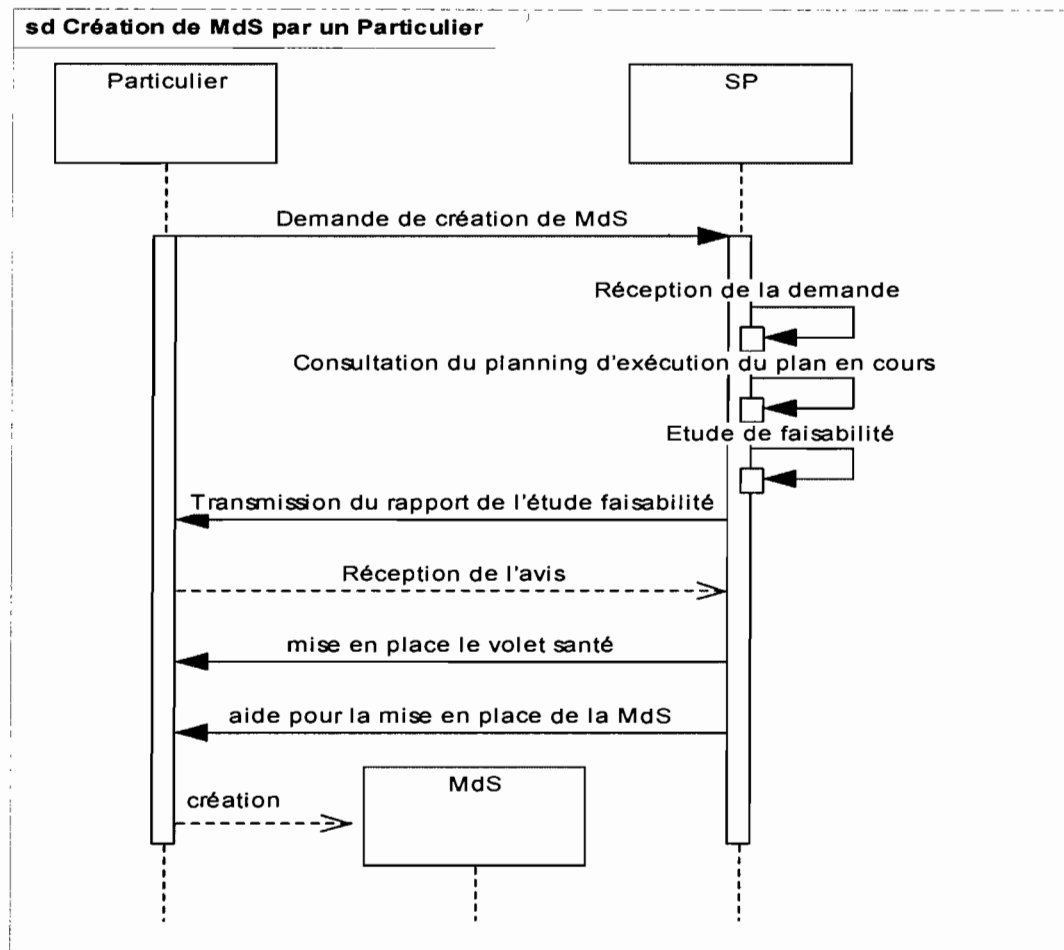 sd Création de MdS par un Particulier
Particulier
SP
Demande de création de MdS
Réception de la demande
Consultation du planning d'exécution du plan en cours
Etude de faisabilité
Transmission du rapport de l'étude faisabilité
Réception de l'avis
mise en place le volet santé
aide pour la mise en place de la MdS
MdS
création